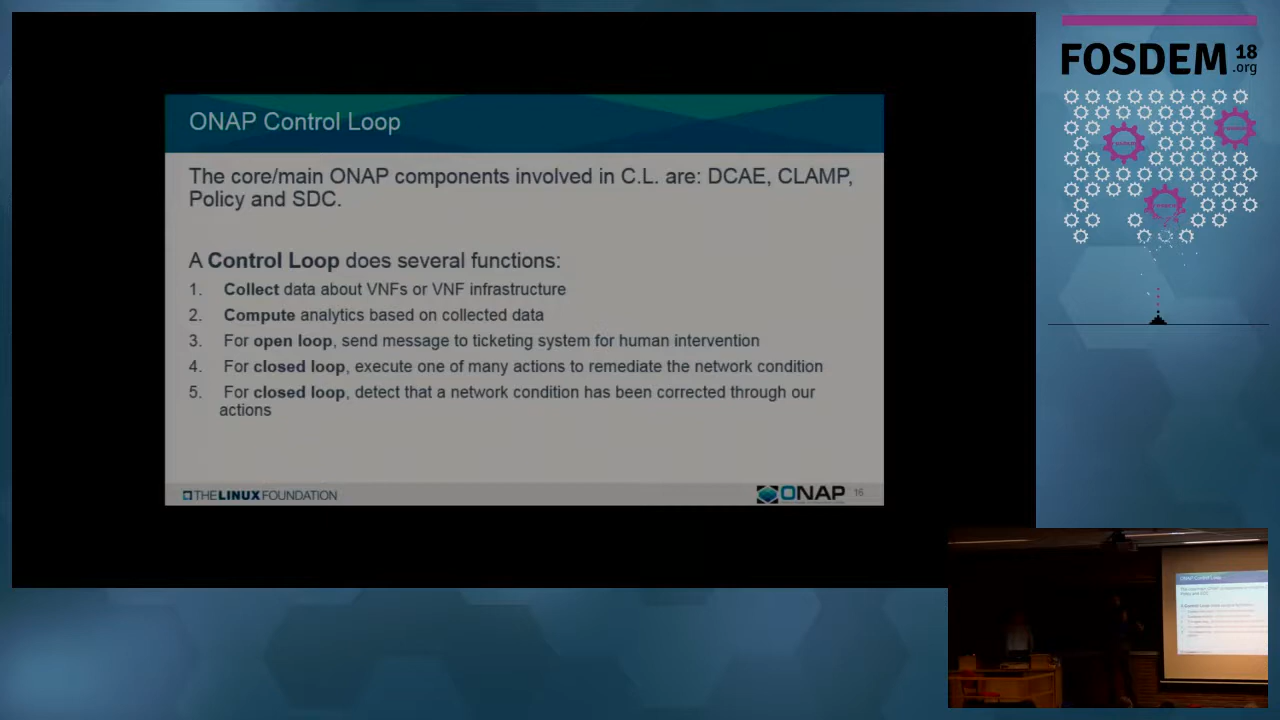 ONAP Control Loop
The core/main ONAP components involved in C.L. are: DCAE, CLAMP,
Policy and SDC.
A Control Loop does several functions:
1. Collect data about VNFs or VNF infrastructure
2. Compute analytics based on collected data
3. For open loop, send message to ticketing system for human intervention
4. For closed loop, execute one of many actions to remediate the network condition
5. For closed loop, detect that a network condition has been corrected through our
actions
THE LINUX FOUNDATION
ONAP
16
FOSDEM 18
.org
ONAP Control Loop